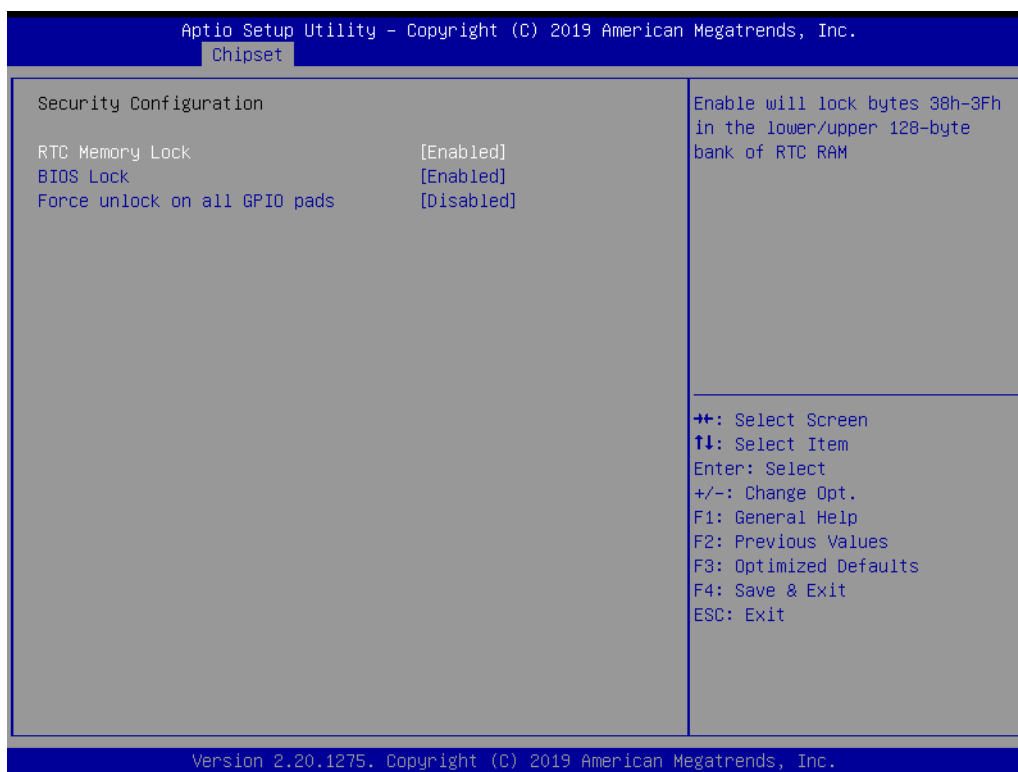 Aptio Setup Utility – Copyright (C) 2019 American Megatrends, Inc.
Chipset
Security Configuration
RTC Memory Lock [Enabled]
BIOS Lock [Enabled]
Force unlock on all GPIO pads [Disabled]
Enable will lock bytes 38h-3Fh
in the lower/upper 128-byte
bank of RTC RAM
→←: Select Screen
↑↓: Select Item
Enter: Select
+/-: Change Opt.
F1: General Help
F2: Previous Values
F3: Optimized Defaults
F4: Save & Exit
ESC: Exit
Version 2.20.1275. Copyright (C) 2019 American Megatrends, Inc.